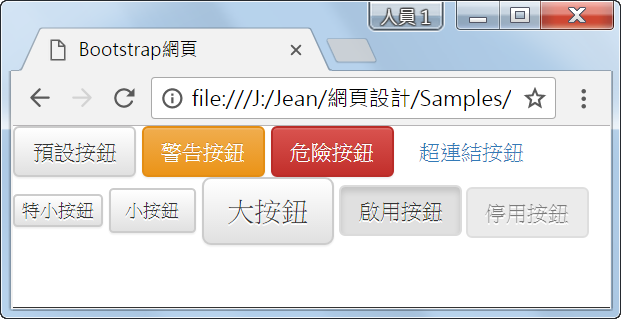 人員 1
Bootstrap網頁
file:///J:/Jean/網頁設計/Samples/
預設按鈕 警告按鈕 危險按鈕 超連結按鈕
特小按鈕 小按鈕 大按鈕 啟用按鈕 停用按鈕